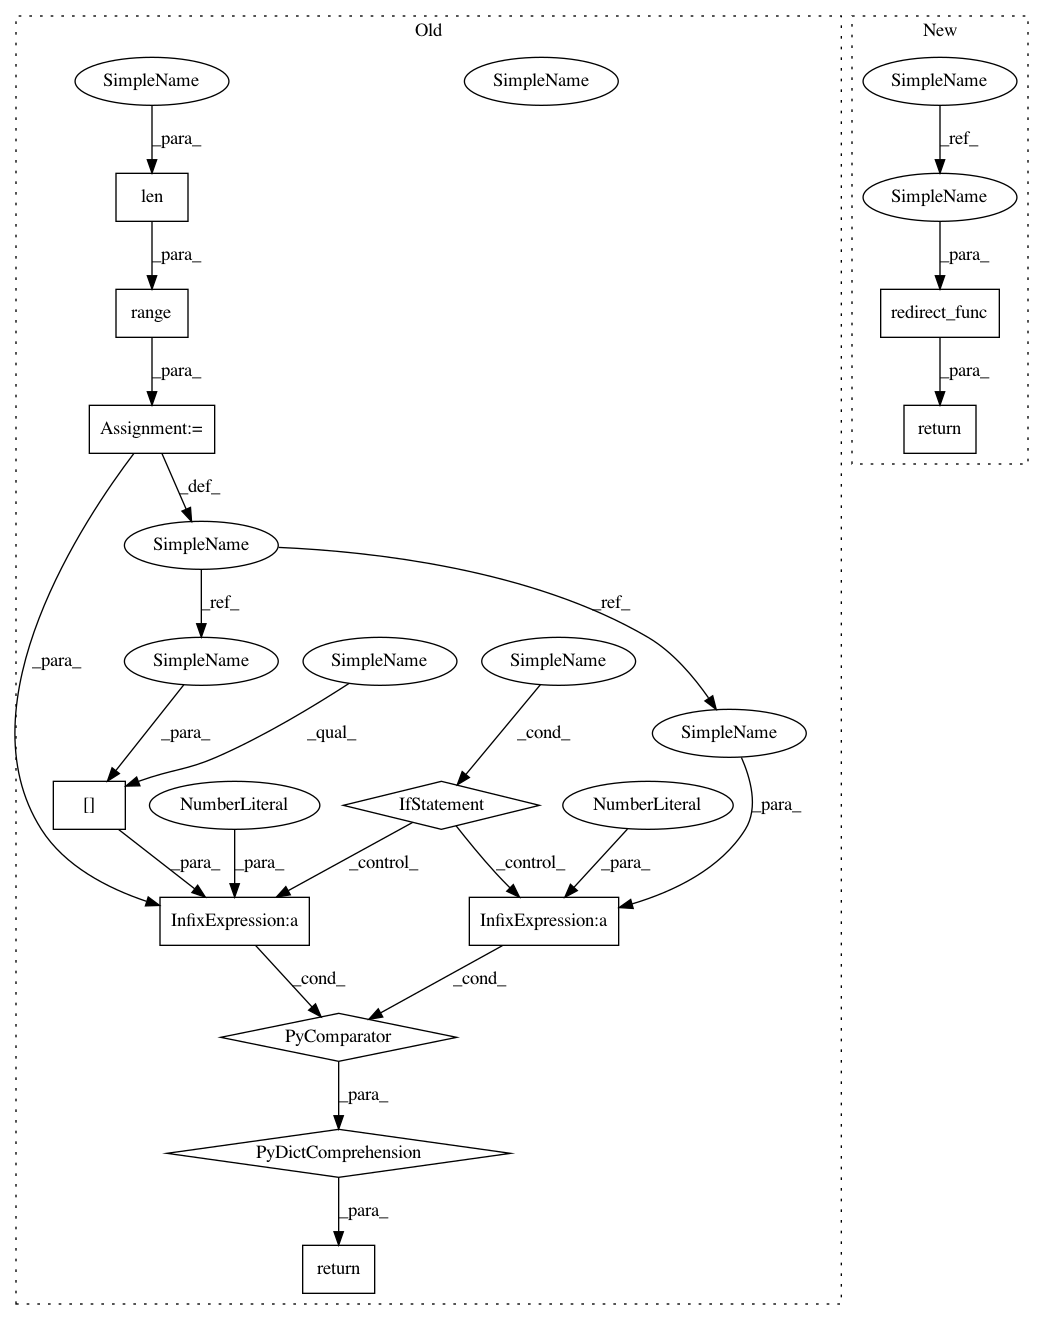 Old
New
SimpleName
SimpleName
SimpleName
_para_
_ref_
len
SimpleName
_para_
_para_
range
redirect_func
_para_
_para_
Assignment:=
return
_def_
SimpleName
_ref_
_ref_
_para_
SimpleName
SimpleName
SimpleName
SimpleName
_para_
_qual_
_cond_
[]
NumberLiteral
IfStatement
NumberLiteral
_para_
_para_
_para_
_control_
_control_
_para_
InfixExpression:a
InfixExpression:a
_cond_
_cond_
PyComparator
_para_
PyDictComprehension
_para_
return